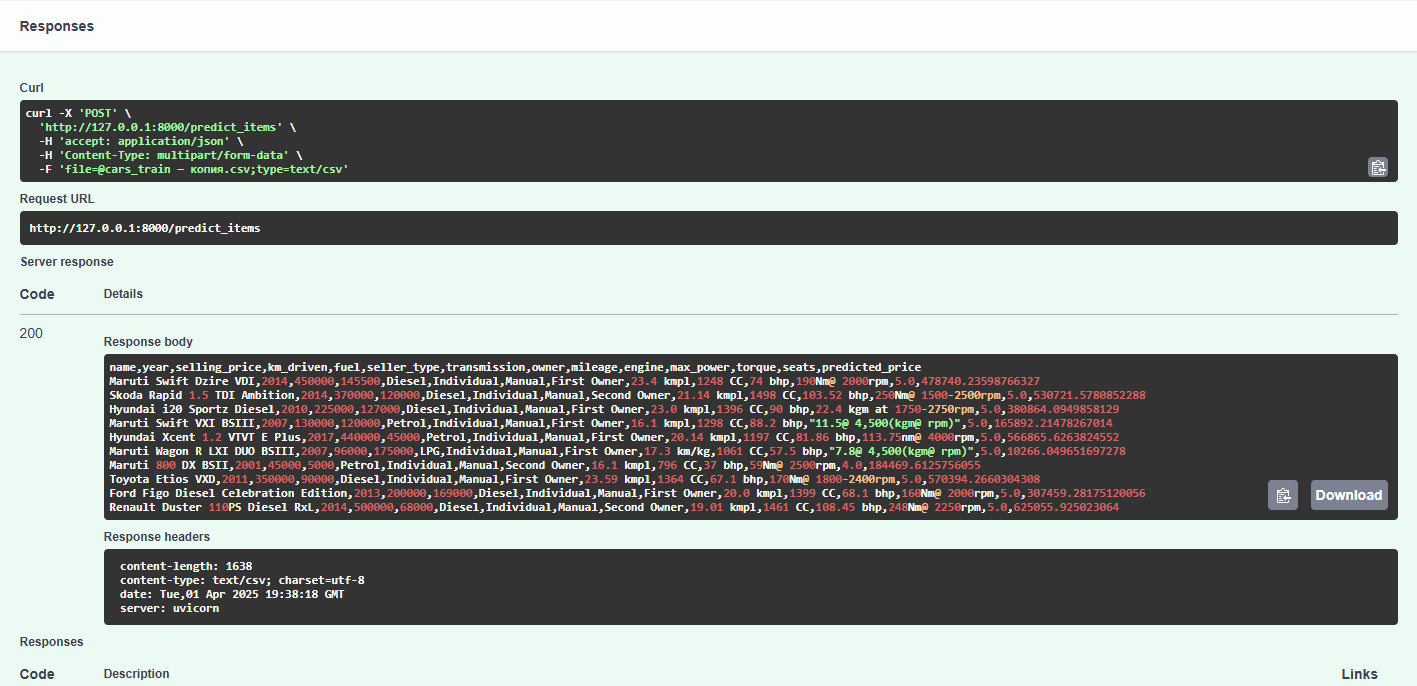 Responses
Curl
curl -X 'POST' \
  'http://127.0.0.1:8000/predict_items' \
  -H 'accept: application/json' \
  -H 'Content-Type: multipart/form-data' \
  -F 'file=@cars_train — копия.csv;type=text/csv'
Request URL
http://127.0.0.1:8000/predict_items
Server response
Code Details
200
Response body
name,year,selling_price,km_driven,fuel,seller_type,transmission,owner,mileage,engine,max_power,torque,seats,predicted_price
Maruti Swift Dzire VDI,2014,450000,145500,Diesel,Individual,Manual,First Owner,23.4 kmpl,1248 CC,74 bhp,190Nm@ 2000rpm,5.0,478740.23598766327
Skoda Rapid 1.5 TDI Ambition,2014,370000,120000,Diesel,Individual,Manual,Second Owner,21.14 kmpl,1498 CC,103.52 bhp,250Nm@ 1500-2500rpm,5.0,530721.5780852288
Hyundai i20 Sportz Diesel,2010,225000,127000,Diesel,Individual,Manual,First Owner,23.0 kmpl,1396 CC,90 bhp,22.4 kgm at 1750-2750rpm,5.0,380864.0949858129
Maruti Swift VXI BSIII,2007,130000,120000,Petrol,Individual,Manual,First Owner,16.1 kmpl,1298 CC,88.2 bhp,"11.5@ 4,500(kgm@ rpm)",5.0,165892.21478267014
Hyundai Xcent 1.2 VTVT E Plus,2017,440000,45000,Petrol,Individual,Manual,First Owner,20.14 kmpl,1197 CC,81.86 bhp,113.75nm@ 4000rpm,5.0,566865.6263824552
Maruti Wagon R LXI DUO BSIII,2007,96000,175000,LPG,Individual,Manual,First Owner,17.3 km/kg,1061 CC,57.5 bhp,"7.8@ 4,500(kgm@ rpm)",5.0,10266.049651697278
Maruti 800 DX BSII,2001,45000,5000,Petrol,Individual,Manual,Second Owner,16.1 kmpl,796 CC,37 bhp,59Nm@ 2500rpm,4.0,184469.6125756055
Toyota Etios VXD,2011,350000,90000,Diesel,Individual,Manual,First Owner,23.59 kmpl,1364 CC,67.1 bhp,170Nm@ 1800-2400rpm,5.0,570394.2660304308
Ford Figo Diesel Celebration Edition,2013,200000,169000,Diesel,Individual,Manual,First Owner,20.0 kmpl,1399 CC,68.1 bhp,160Nm@ 2000rpm,5.0,307459.28175120056
Renault Duster 110PS Diesel RxL,2014,500000,68000,Diesel,Individual,Manual,Second Owner,19.01 kmpl,1461 CC,108.45 bhp,248Nm@ 2250rpm,5.0,625055.925023064
Download
Response headers
content-length: 1638
content-type: text/csv; charset=utf-8
date: Tue,01 Apr 2025 19:38:18 GMT
server: uvicorn
Responses
Code Description Links